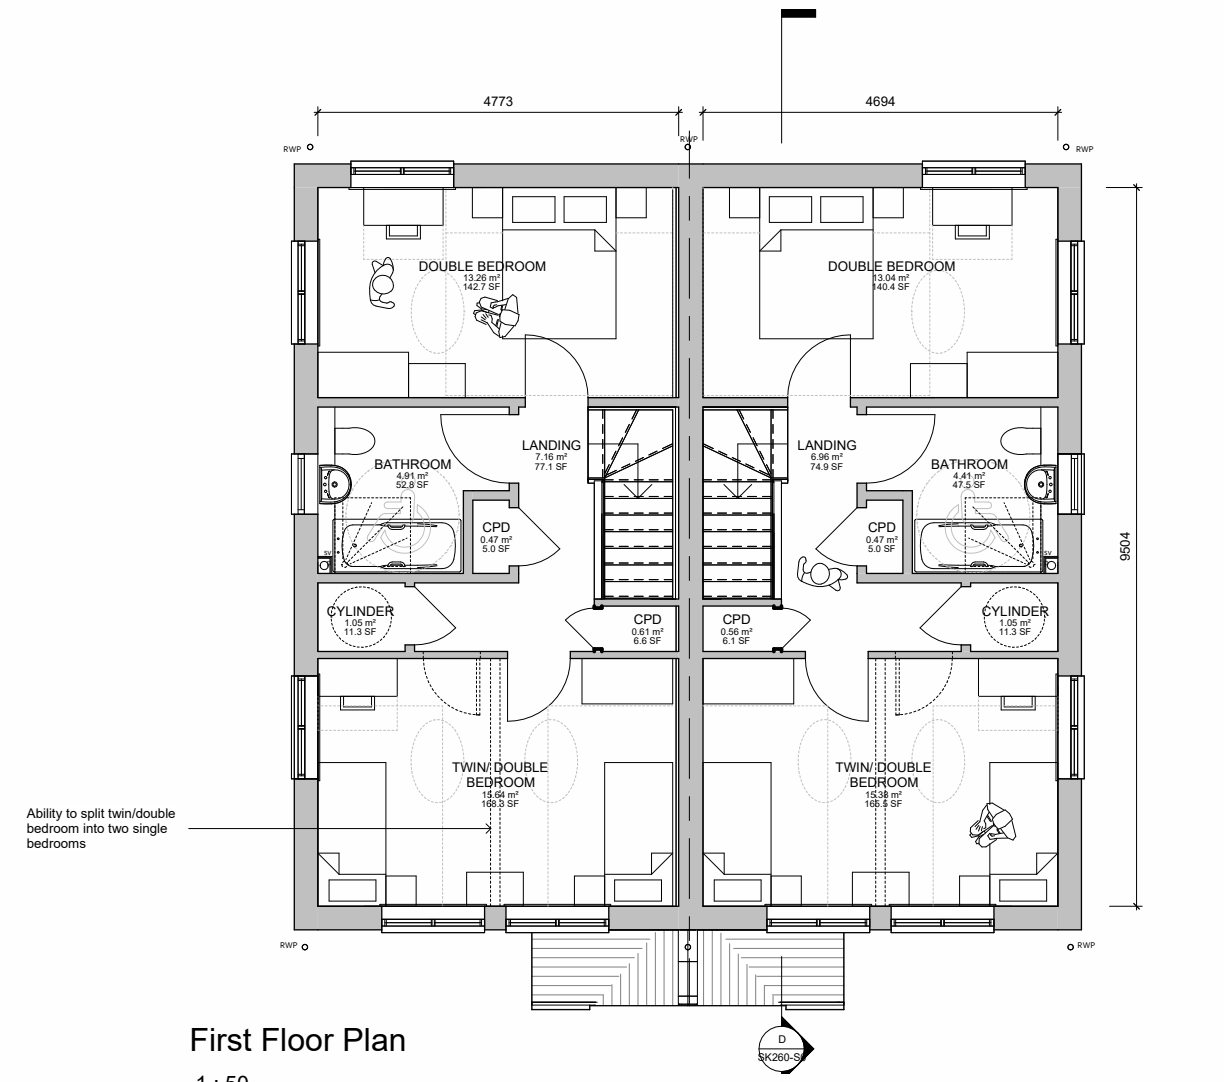 4773
4694
RWP
RWP
RWP
DOUBLE BEDROOM
13.26 m²
142.7 SF
DOUBLE BEDROOM
13.04 m²
140.4 SF
LANDING
7.16 m²
77.1 SF
LANDING
6.96 m²
74.9 SF
BATHROOM
4.91 m²
52.8 SF
BATHROOM
4.41 m²
47.5 SF
CPD
0.47 m²
5.0 SF
CPD
0.47 m²
5.0 SF
9504
SV
SV
CYLINDER
1.05 m²
11.3 SF
CPD
0.61 m²
6.6 SF
CPD
0.56 m²
6.1 SF
CYLINDER
1.05 m²
11.3 SF
TWIN/ DOUBLE
BEDROOM
15.64 m²
168.3 SF
TWIN/ DOUBLE
BEDROOM
15.38 m²
165.5 SF
Ability to split twin/double
bedroom into two single
bedrooms
RWP
RWP
First Floor Plan
1 : 50
D